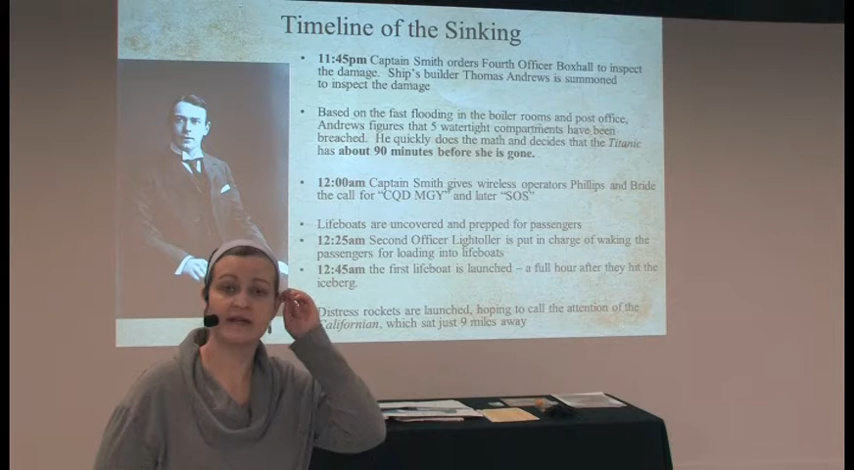 Timeline of the Sinking
• 11:45pm Captain Smith orders Fourth Officer Boxhall to inspect
the damage. Ship's builder Thomas Andrews is summoned
to inspect the damage
• Based on the fast flooding in the boiler rooms and post office,
Andrews figures that 5 watertight compartments have been
breached. He quickly does the math and decides that the Titanic
has about 90 minutes before she is gone.
• 12:00am Captain Smith gives wireless operators Phillips and Bride
the call for "CQD MGY" and later "SOS"
Lifeboats are uncovered and prepped for passengers
• 12:25am Second Officer Lightoller is put in charge of waking the
passengers for loading into lifeboats
• 12:45am the first lifeboat is launched – a full hour after they hit the
iceberg.
Distress rockets are launched, hoping to call the attention of the
Californian, which sat just 9 miles away